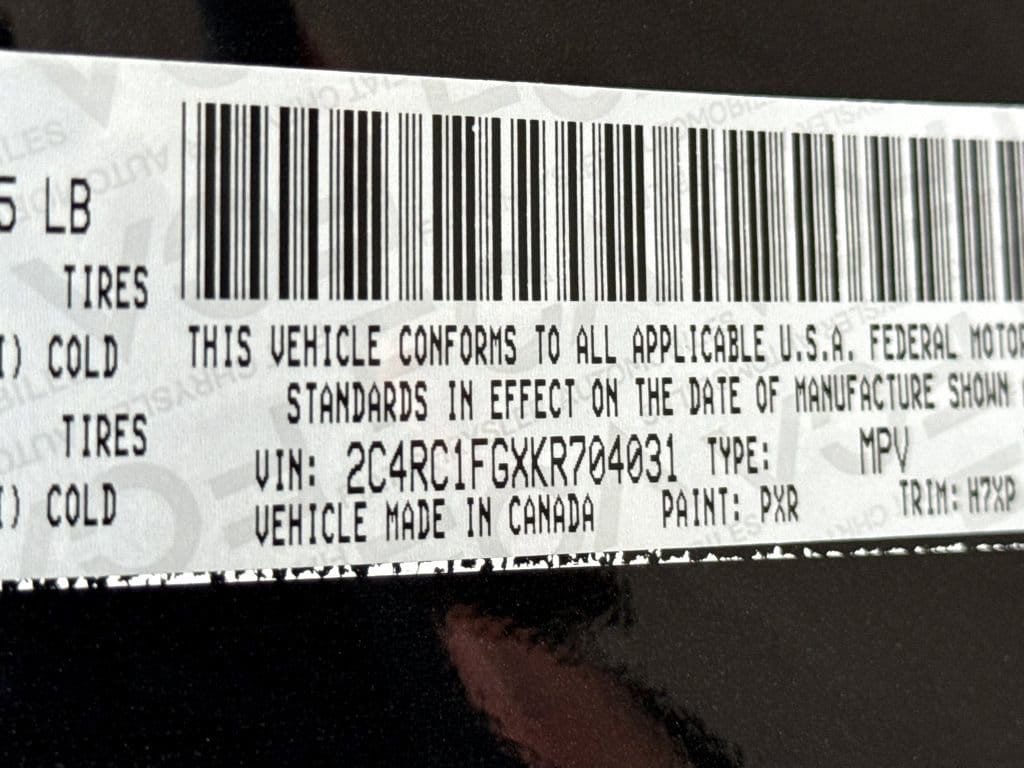 5 LB
TIRES
I) COLD
TIRES
I) COLD
THIS VEHICLE CONFORMS TO ALL APPLICABLE U.S.A. FEDERAL MOTOR
STANDARDS IN EFFECT ON THE DATE OF MANUFACTURE SHOWN
VIN: 2C4RC1FGXKR704031 TYPE: MPV
VEHICLE MADE IN CANADA PAINT: PXR TRIM: H7XP